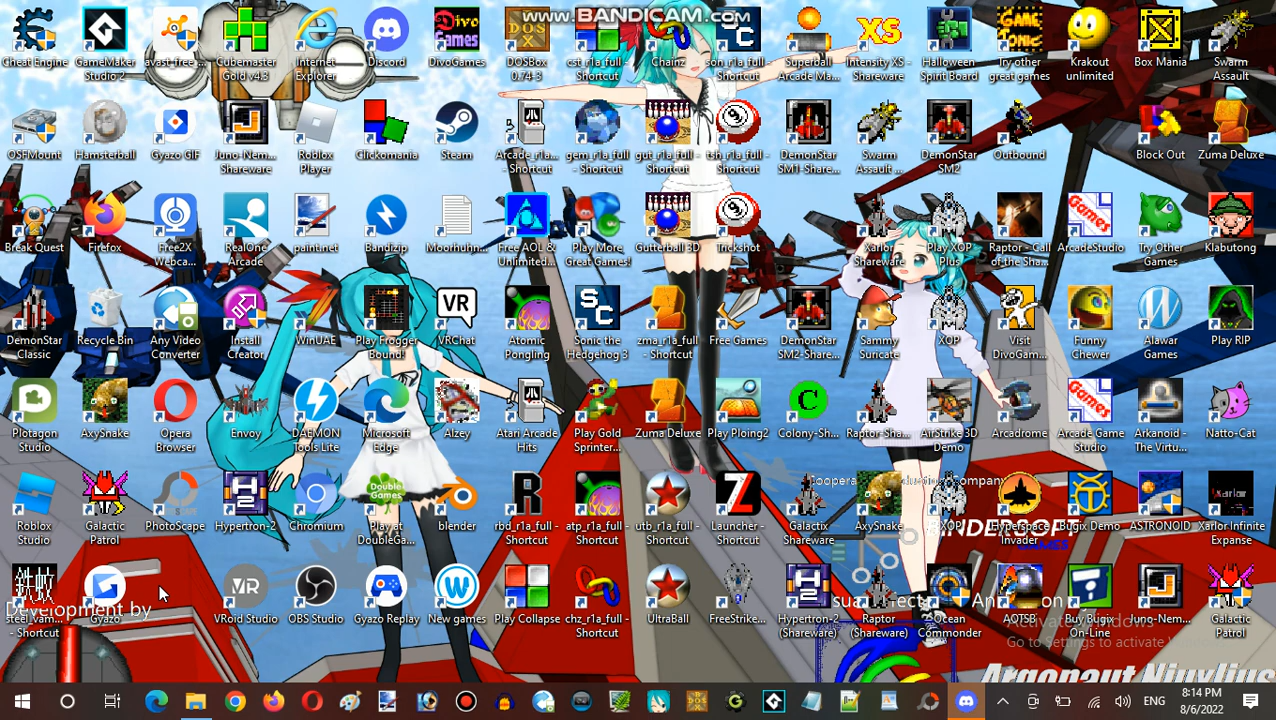 www.BANDICAM.com
Cheat Engine
GameMaker Studio 2
avast_free_...
Cubemaster Gold v4.3
Internet Explorer
Discord
DivoGames
DOSBox 0.74-3
cst_r1a_full - Shortcut
Chainz
son_r1a_full - Shortcut
Superball Arcade Ma...
Intensity XS - Shareware
Halloween Spirit Board
Try other great games
Krakout unlimited
Box Mania
Swarm Assault
OSFMount
Hamsterball
Gyazo GIF
Juno-Nem... Shareware
Roblox Player
Clickomania
Steam
Arcade_r1a... - Shortcut
gem_r1a_full - Shortcut
gut_r1a_full - Shortcut
tsh_r1a_full - Shortcut
DemonStar SM1-Share...
Swarm Assault ...
DemonStar SM2
Outbound
Block Out
Zuma Deluxe
Break Quest
Firefox
Free2X Webca...
RealOne Arcade
paint.net
Bandizip
Moorhuhn...
Free AOL & Unlimited...
Play More Great Games!
Gutterball 3D
Trickshot
Xarlor Shareware
Play XOP Plus
Raptor - Call of the Sha...
ArcadeStudio
Try Other Games
Klabutong
DemonStar Classic
Recycle Bin
Any Video Converter
Install Creator
WinUAE
Play Frogger Bound!
VRChat
Atomic Pongling
Sonic the Hedgehog 3
zma_r1a_full - Shortcut
Free Games
DemonStar SM2-Share...
Sammy Suricate
XOP
Visit DivoGam...
Funny Chewer
Alawar Games
Play RIP
Plotagon Studio
AxySnake
Opera Browser
Envoy
DAEMON Tools Lite
Microsoft Edge
Alzey
Atari Arcade Hits
Play Gold Sprinter...
Zuma Deluxe
Play Ploing2
Colony-Sh...
Raptor-Sha...
AirStrike 3D Demo
Arcadrome
Arcade Game Studio
Arkanoid - The Virtu...
Natto-Cat
Roblox Studio
Galactic Patrol
PhotoScape
Hypertron-2
Chromium
Play at DoubleGa...
blender
rbd_r1a_full - Shortcut
atp_r1a_full - Shortcut
utb_r1a_full - Shortcut
Launcher - Shortcut
Galactix Shareware
AxySnake
XOP
Hyperspace Invader
Bugix Demo
ASTRONOID
Xarlor Infinite Expanse
steel_vam... - Shortcut
Gyazo
VRoid Studio
OBS Studio
Gyazo Replay
New games
Play Collapse
chz_r1a_full - Shortcut
UltraBall
FreeStrike...
Hypertron-2 (Shareware)
Raptor (Shareware)
Ocean Commonder
AOTSB
Buy Bugix On-Line
Juno-Nem...
Galactic Patrol
Development by
Activate Windows
Go to Settings to activate Windows.
ENG
8:14 PM
8/6/2022